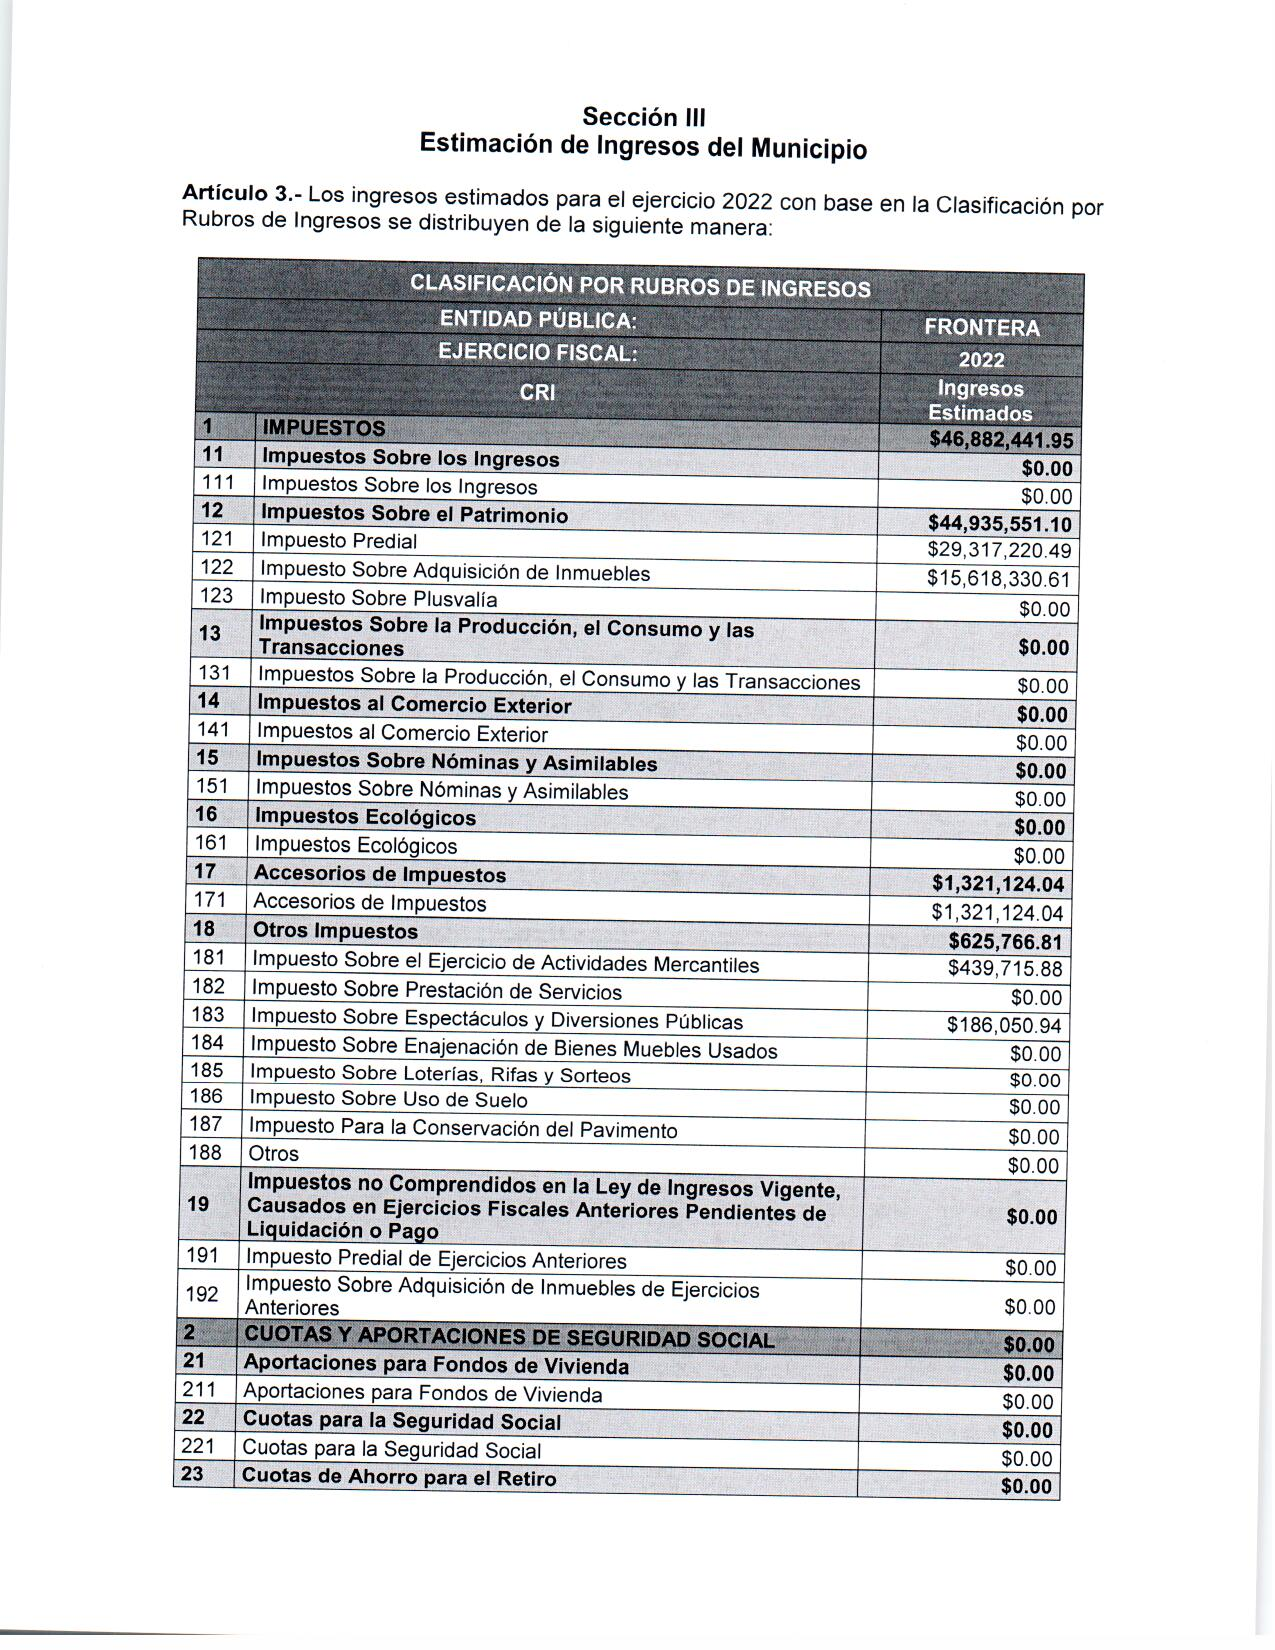 Sección III
Estimación de Ingresos del Municipio
Artículo 3.- Los ingresos estimados para el ejercicio 2022 con base en la Clasificación por
Rubros de Ingresos se distribuyen de la siguiente manera:
CLASIFICACIÓN POR RUBROS DE INGRESOS
ENTIDAD PÚBLICA: FRONTERA
EJERCICIO FISCAL: 2022
CRI Ingresos
Estimados
1 IMPUESTOS $46,882,441.95
11 Impuestos Sobre los Ingresos $0.00
111 Impuestos Sobre los Ingresos $0.00
12 Impuestos Sobre el Patrimonio $44,935,551.10
121 Impuesto Predial $29,317,220.49
122 Impuesto Sobre Adquisición de Inmuebles $15,618,330.61
123 Impuesto Sobre Plusvalía $0.00
13 Impuestos Sobre la Producción, el Consumo y las
Transacciones $0.00
131 Impuestos Sobre la Producción, el Consumo y las Transacciones $0.00
14 Impuestos al Comercio Exterior $0.00
141 Impuestos al Comercio Exterior $0.00
15 Impuestos Sobre Nóminas y Asimilables $0.00
151 Impuestos Sobre Nóminas y Asimilables $0.00
16 Impuestos Ecológicos $0.00
161 Impuestos Ecológicos $0.00
17 Accesorios de Impuestos $1,321,124.04
171 Accesorios de Impuestos $1,321,124.04
18 Otros Impuestos $625,766.81
181 Impuesto Sobre el Ejercicio de Actividades Mercantiles $439,715.88
182 Impuesto Sobre Prestación de Servicios $0.00
183 Impuesto Sobre Espectáculos y Diversiones Públicas $186,050.94
184 Impuesto Sobre Enajenación de Bienes Muebles Usados $0.00
185 Impuesto Sobre Loterías, Rifas y Sorteos $0.00
186 Impuesto Sobre Uso de Suelo $0.00
187 Impuesto Para la Conservación del Pavimento $0.00
188 Otros $0.00
19 Impuestos no Comprendidos en la Ley de Ingresos Vigente,
Causados en Ejercicios Fiscales Anteriores Pendientes de
Liquidación o Pago $0.00
191 Impuesto Predial de Ejercicios Anteriores $0.00
192 Impuesto Sobre Adquisición de Inmuebles de Ejercicios
Anteriores $0.00
2 CUOTAS Y APORTACIONES DE SEGURIDAD SOCIAL $0.00
21 Aportaciones para Fondos de Vivienda $0.00
211 Aportaciones para Fondos de Vivienda $0.00
22 Cuotas para la Seguridad Social $0.00
221 Cuotas para la Seguridad Social $0.00
23 Cuotas de Ahorro para el Retiro $0.00